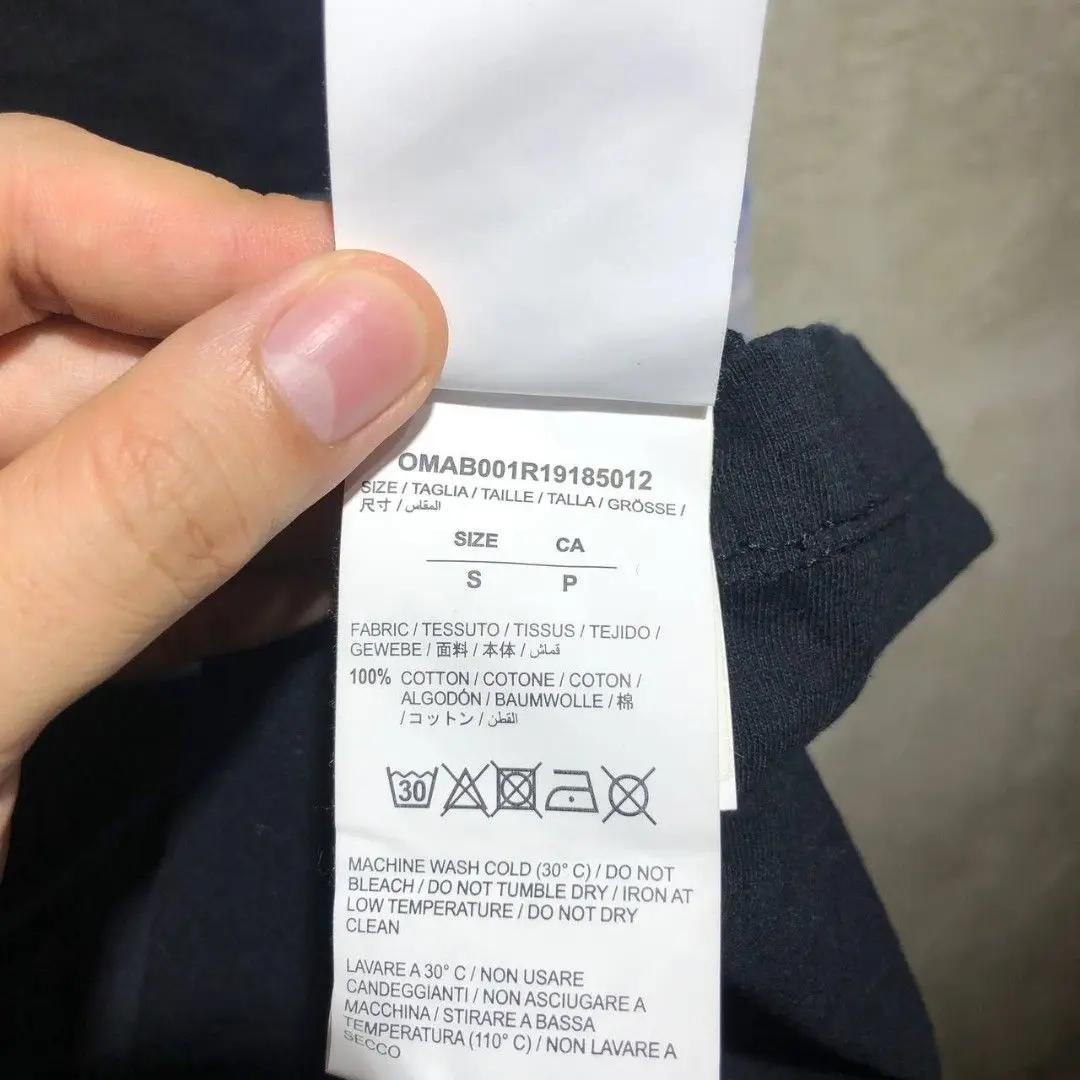 OMAB001R19185012
SIZE / TAGLIA / TAILLE / TALLA / GRÖSSE /
尺寸 / المقاس
SIZE CA
S P
FABRIC / TESSUTO / TISSUS / TEJIDO /
GEWEBE / 面料 / 本体 / قماش
100% COTTON / COTONE / COTON /
ALGODÓN / BAUMWOLLE / 棉
/ コットン / القطن
30
MACHINE WASH COLD (30° C) / DO NOT
BLEACH / DO NOT TUMBLE DRY / IRON AT
LOW TEMPERATURE / DO NOT DRY
CLEAN
LAVARE A 30° C / NON USARE
CANDEGGIANTI / NON ASCIUGARE A
MACCHINA / STIRARE A BASSA
TEMPERATURA (110° C) / NON LAVARE A
SECCO